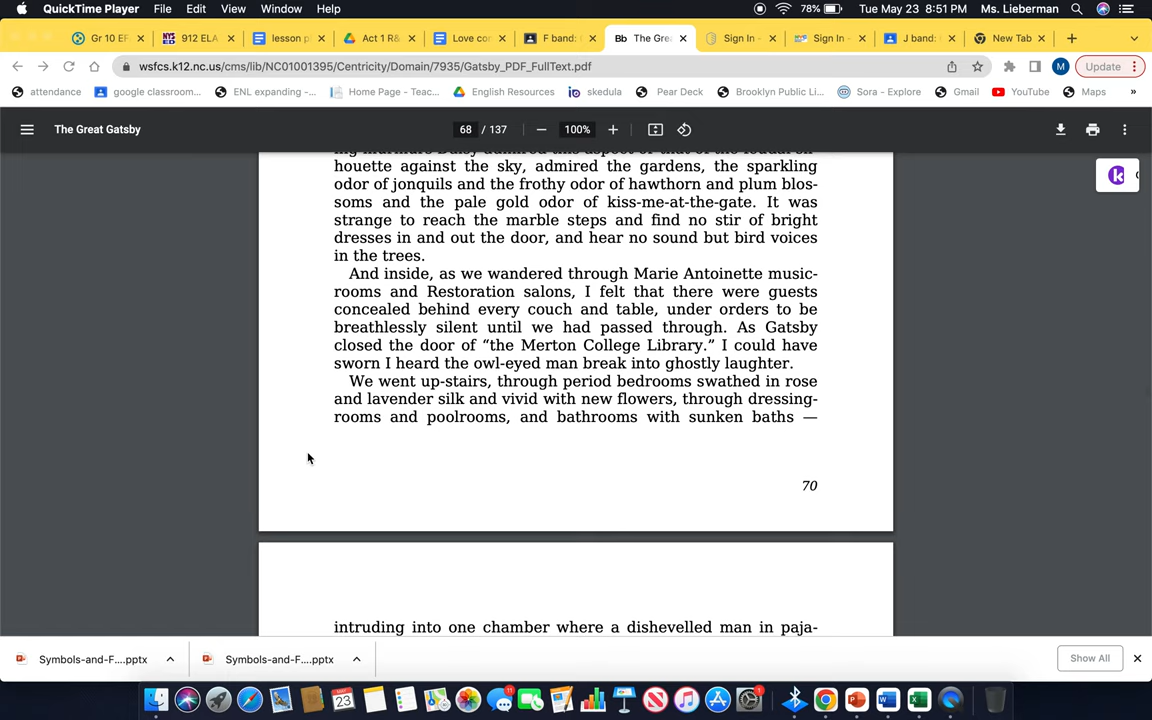 QuickTime Player File Edit View Window Help 78% Tue May 23 8:51 PM Ms. Lieberman
Gr 10 EF 912 ELA lesson p Act 1 R& Love co F band: Bb The Gre Sign In - Sign In - J band: New Tab
wsfcs.k12.nc.us/cms/lib/NC01001395/Centricity/Domain/7935/Gatsby_PDF_FullText.pdf M Update
attendance google classroom... ENL expanding -... Home Page - Teac... English Resources skedula Pear Deck Brooklyn Public Li... Sora - Explore Gmail YouTube Maps »
The Great Gatsby 68 / 137 100%
houette against the sky, admired the gardens, the sparkling
odor of jonquils and the frothy odor of hawthorn and plum blos-
soms and the pale gold odor of kiss-me-at-the-gate. It was
strange to reach the marble steps and find no stir of bright
dresses in and out the door, and hear no sound but bird voices
in the trees.
And inside, as we wandered through Marie Antoinette music-
rooms and Restoration salons, I felt that there were guests
concealed behind every couch and table, under orders to be
breathlessly silent until we had passed through. As Gatsby
closed the door of “the Merton College Library.” I could have
sworn I heard the owl-eyed man break into ghostly laughter.
We went up-stairs, through period bedrooms swathed in rose
and lavender silk and vivid with new flowers, through dressing-
rooms and poolrooms, and bathrooms with sunken baths —
70
intruding into one chamber where a dishevelled man in paja-
Symbols-and-F....pptx Symbols-and-F....pptx Show All